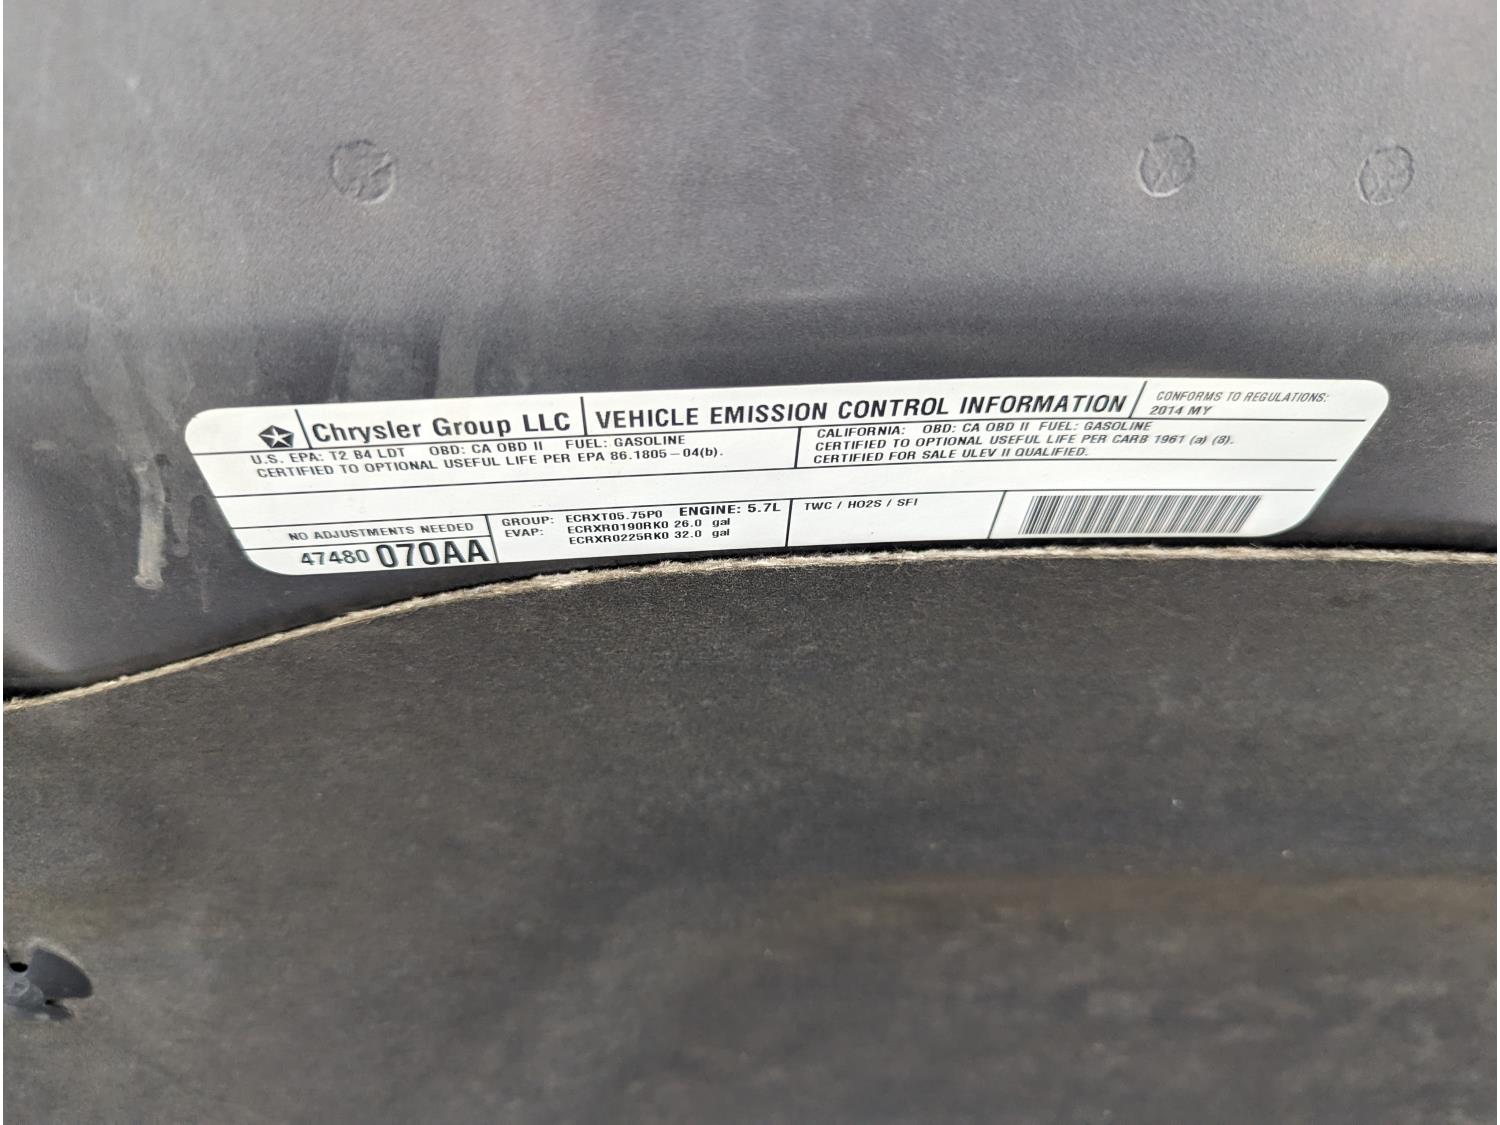 Chrysler Group LLC VEHICLE EMISSION CONTROL INFORMATION CONFORMS TO REGULATIONS:
2014 MY
U.S. EPA: T2 B4 LDT OBD: CA OBD II FUEL: GASOLINE
CERTIFIED TO OPTIONAL USEFUL LIFE PER EPA 86.1805-04(b).
CALIFORNIA: OBD: CA OBD II FUEL: GASOLINE
CERTIFIED TO OPTIONAL USEFUL LIFE PER CARB 1961 (a) (8).
CERTIFIED FOR SALE ULEV II QUALIFIED.
NO ADJUSTMENTS NEEDED
47480 070AA
GROUP: ECRXT05.75P0 ENGINE: 5.7L
EVAP: ECRXR0190RK0 26.0 gal
ECRXR0225RK0 32.0 gal
TWC / HO2S / SFI